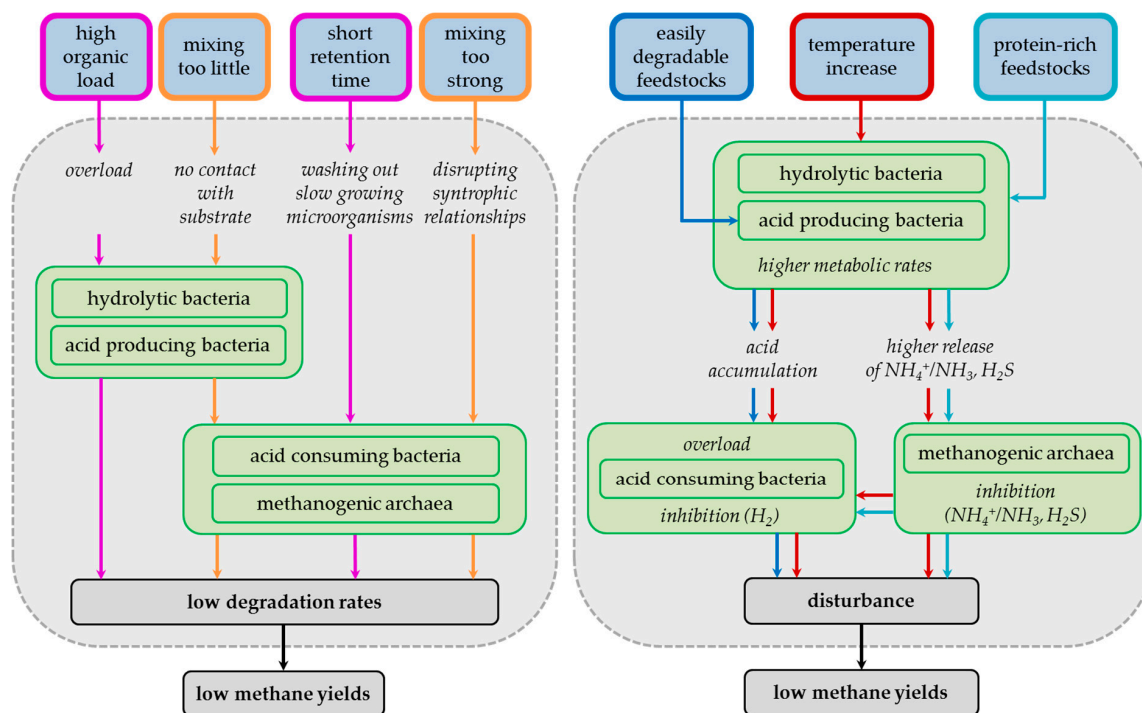 high
organic
load
mixing
too little
short
retention
time
mixing
too
strong
overload
no contact
with
substrate
washing out
slow growing
microorganisms
disrupting
syntrophic
relationships
hydrolytic bacteria
acid producing bacteria
acid consuming bacteria
methanogenic archaea
low degradation rates
low methane yields
easily
degradable
feedstocks
temperature
increase
protein-rich
feedstocks
hydrolytic bacteria
acid producing bacteria
higher metabolic rates
acid
accumulation
higher release
of NH₄⁺/NH₃, H₂S
overload
acid consuming bacteria
inhibition (H₂)
methanogenic archaea
inhibition
(NH₄⁺/NH₃, H₂S)
disturbance
low methane yields